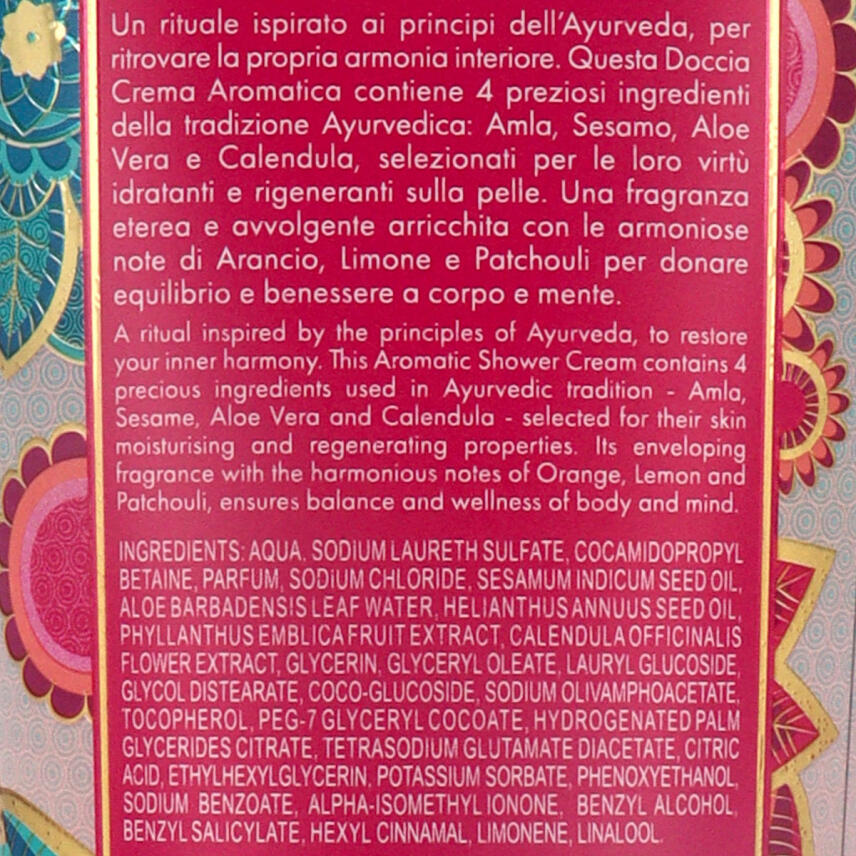 Un rituale ispirato ai principi dell'Ayurveda, per
ritrovare la propria armonia interiore. Questa Doccia
Crema Aromatica contiene 4 preziosi ingredienti
della tradizione Ayurvedica: Amla, Sesamo, Aloe
Vera e Calendula, selezionati per le loro virtù
idratanti e rigeneranti sulla pelle. Una fragranza
eterea e avvolgente arricchita con le armoniose
note di Arancio, Limone e Patchouli per donare
equilibrio e benessere a corpo e mente.
A ritual inspired by the principles of Ayurveda, to restore
your inner harmony. This Aromatic Shower Cream contains 4
precious ingredients used in Ayurvedic tradition - Amla,
Sesame, Aloe Vera and Calendula - selected for their skin
moisturising and regenerating properties. Its enveloping
fragrance with the harmonious notes of Orange, Lemon and
Patchouli, ensures balance and wellness of body and mind.
INGREDIENTS: AQUA, SODIUM LAURETH SULFATE, COCAMIDOPROPYL
BETAINE, PARFUM, SODIUM CHLORIDE, SESAMUM INDICUM SEED OIL,
ALOE BARBADENSIS LEAF WATER, HELIANTHUS ANNUUS SEED OIL,
PHYLLANTHUS EMBLICA FRUIT EXTRACT, CALENDULA OFFICINALIS
FLOWER EXTRACT, GLYCERIN, GLYCERYL OLEATE, LAURYL GLUCOSIDE,
GLYCOL DISTEARATE, COCO-GLUCOSIDE, SODIUM OLIVAMPHOACETATE,
TOCOPHEROL, PEG-7 GLYCERYL COCOATE, HYDROGENATED PALM
GLYCERIDES CITRATE, TETRASODIUM GLUTAMATE DIACETATE, CITRIC
ACID, ETHYLHEXYLGLYCERIN, POTASSIUM SORBATE, PHENOXYETHANOL,
SODIUM BENZOATE, ALPHA-ISOMETHYL IONONE, BENZYL ALCOHOL,
BENZYL SALICYLATE, HEXYL CINNAMAL, LIMONENE, LINALOOL.